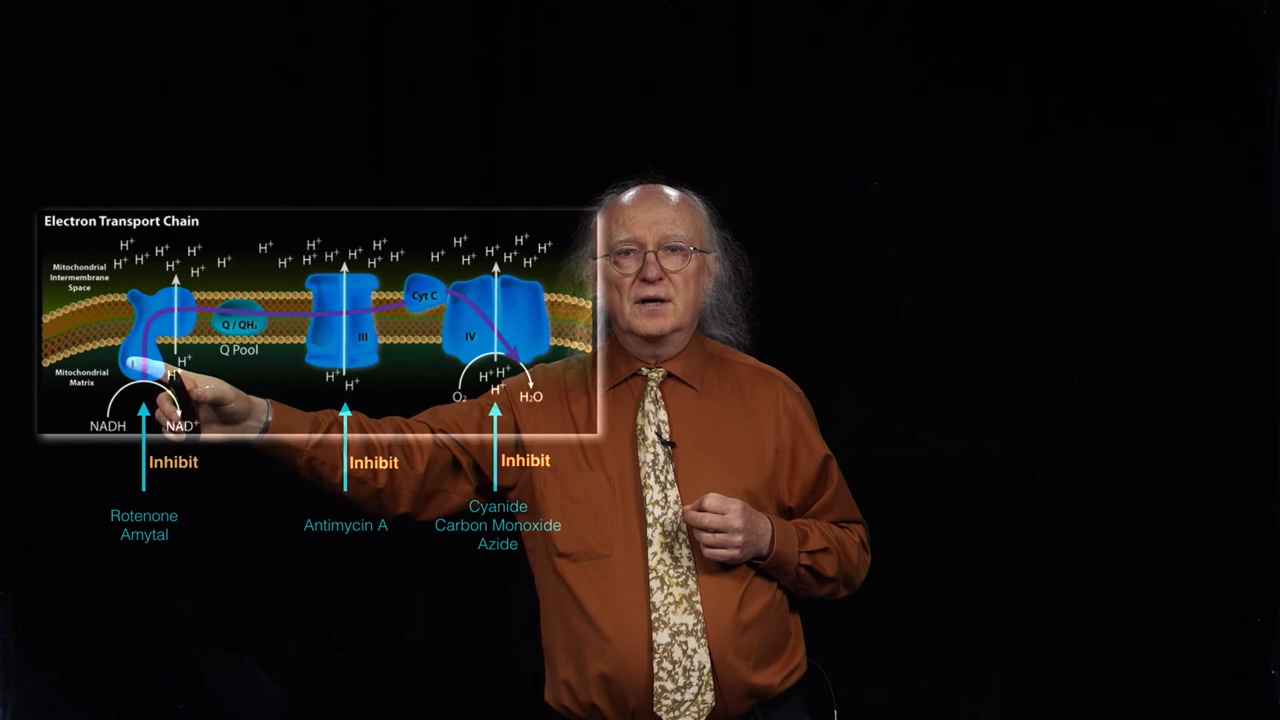 Electron Transport Chain
H⁺ H⁺ H⁺ H⁺ H⁺ H⁺ H⁺ H⁺
H⁺ H⁺ H⁺ H⁺ H⁺ H⁺ H⁺ H⁺
H⁺ H⁺ H⁺ H⁺ H⁺ H⁺ H⁺ H⁺
Mitochondrial
Intermembrane
Space
Cyt C
Q / QH₂
Q Pool
I
III
IV
Mitochondrial
Matrix
H⁺
H⁺
H⁺
H⁺
H⁺ H⁺
H⁺
O₂
H₂O
NADH
NAD⁺
Inhibit
Inhibit
Inhibit
Rotenone
Amytal
Antimycin A
Cyanide
Carbon Monoxide
Azide